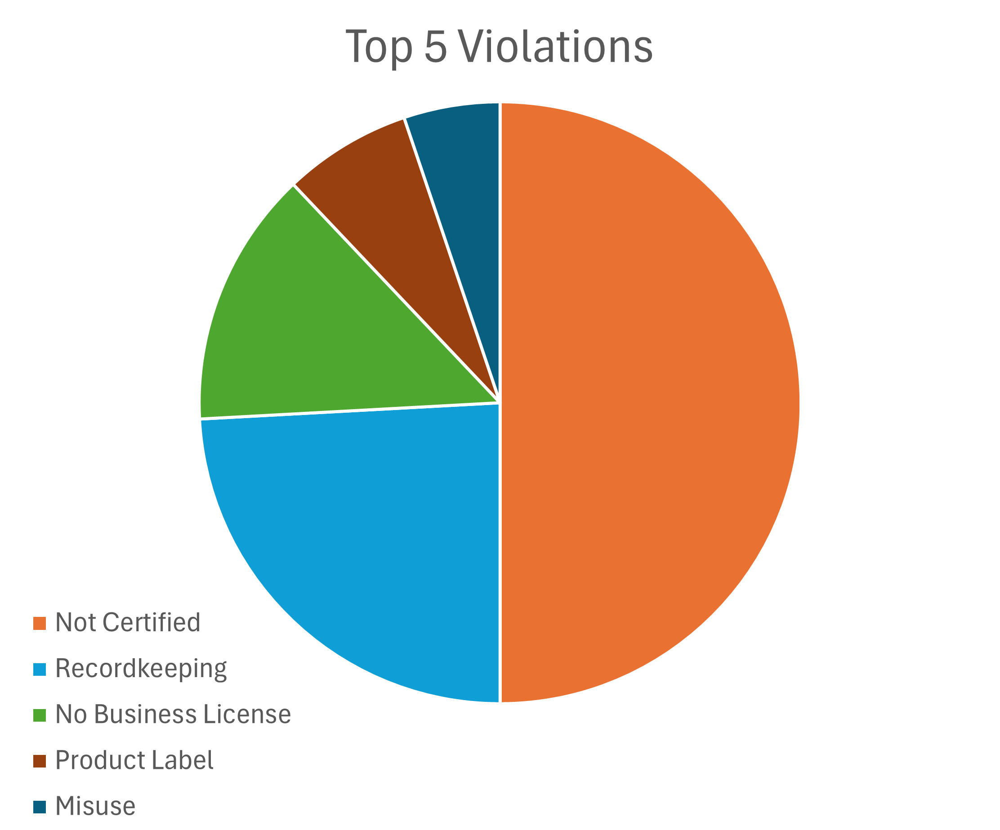 Top 5 Violations
Not Certified
Recordkeeping
No Business License
Product Label
Misuse